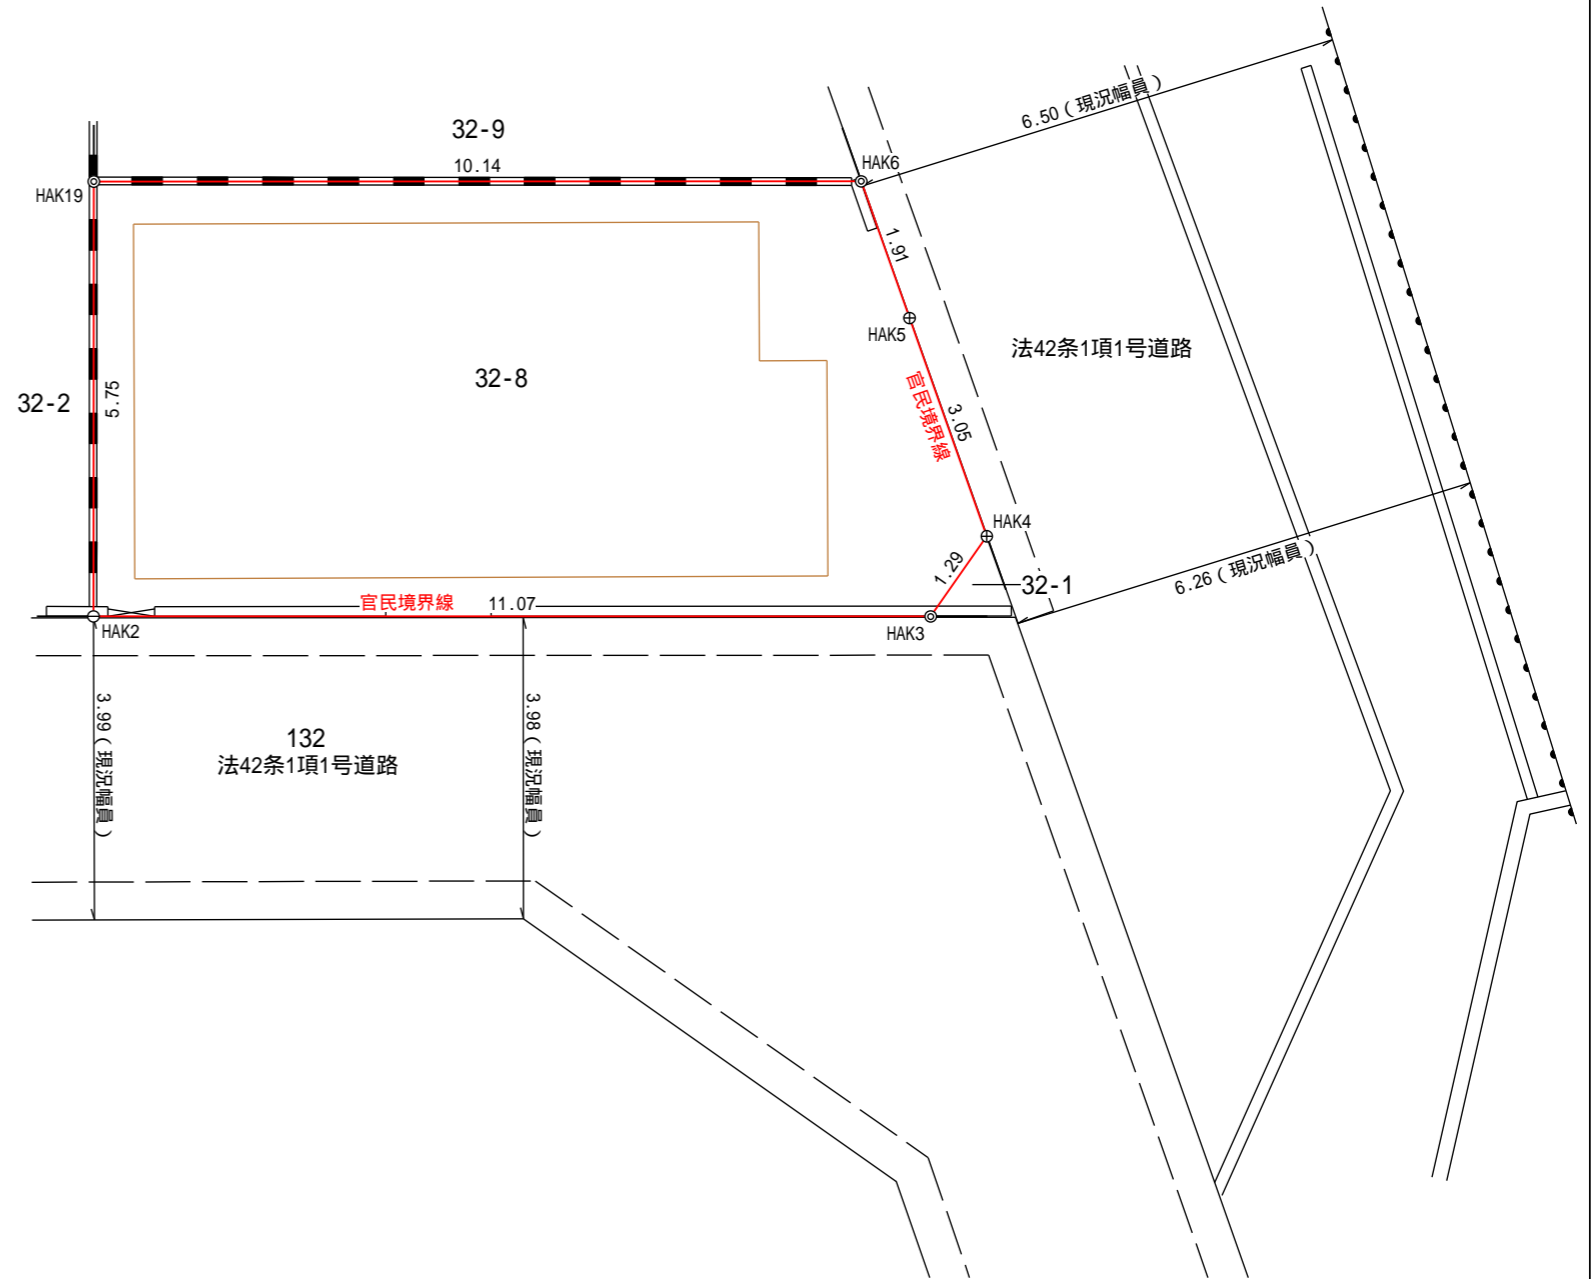 32-9
10.14
HAK19
HAK6
6.50(現況幅員)
1.91
HAK5
法42条1項1号道路
32-8
32-2
5.75
官民境界線
3.05
HAK4
1.29
32-1
6.26(現況幅員)
官民境界線
11.07
HAK2
HAK3
3.99(現況幅員)
3.98(現況幅員)
132
法42条1項1号道路